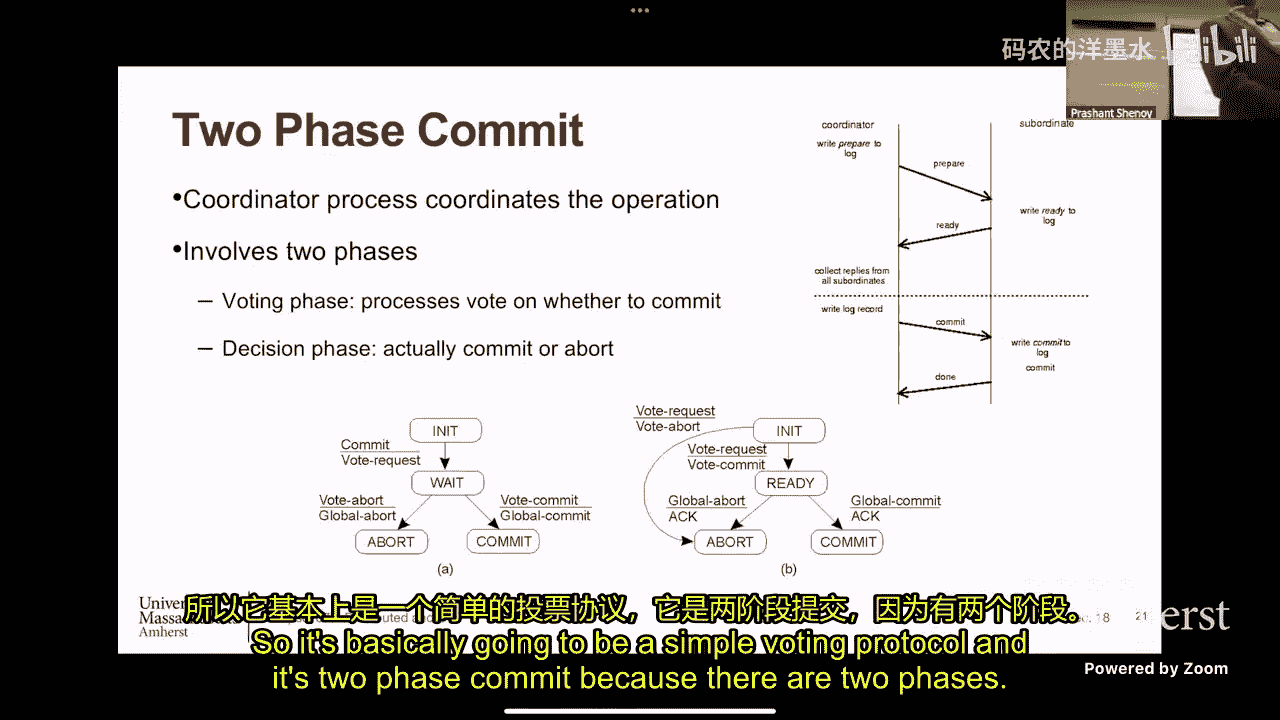 码农的洋墨水 bilibili
Prashant Shenoy
Two Phase Commit
•Coordinator process coordinates the operation
•Involves two phases
– Voting phase: processes vote on whether to commit
– Decision phase: actually commit or abort
coordinator
subordinate
write prepare to
log
prepare
write ready to
log
ready
collect replies from
all subordinates
write log record
commit
write commit to
log
commit
done
INIT
Commit
Vote-request
WAIT
Vote-abort
Global-abort
Vote-commit
Global-commit
ABORT
COMMIT
(a)
Vote-request
Vote-abort
INIT
Vote-request
Vote-commit
READY
Global-abort
ACK
Global-commit
ACK
ABORT
COMMIT
(b)
Amherst
18
21
erst
所以它基本上是一个简单的投票协议，它是两阶段提交，因为有两个阶段。
So it's basically going to be a simple voting protocol and
it's two phase commit because there are two phases.
Powered by Zoom